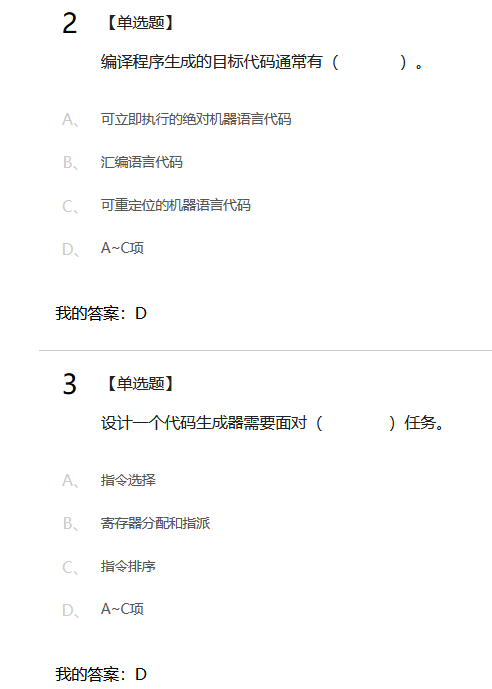 2 【单选题】
编译程序生成的目标代码通常有（ ）。
A、 可立即执行的绝对机器语言代码
B、 汇编语言代码
C、 可重定位的机器语言代码
D、 A~C项
我的答案：D
3 【单选题】
设计一个代码生成器需要面对（ ）任务。
A、 指令选择
B、 寄存器分配和指派
C、 指令排序
D、 A~C项
我的答案：D